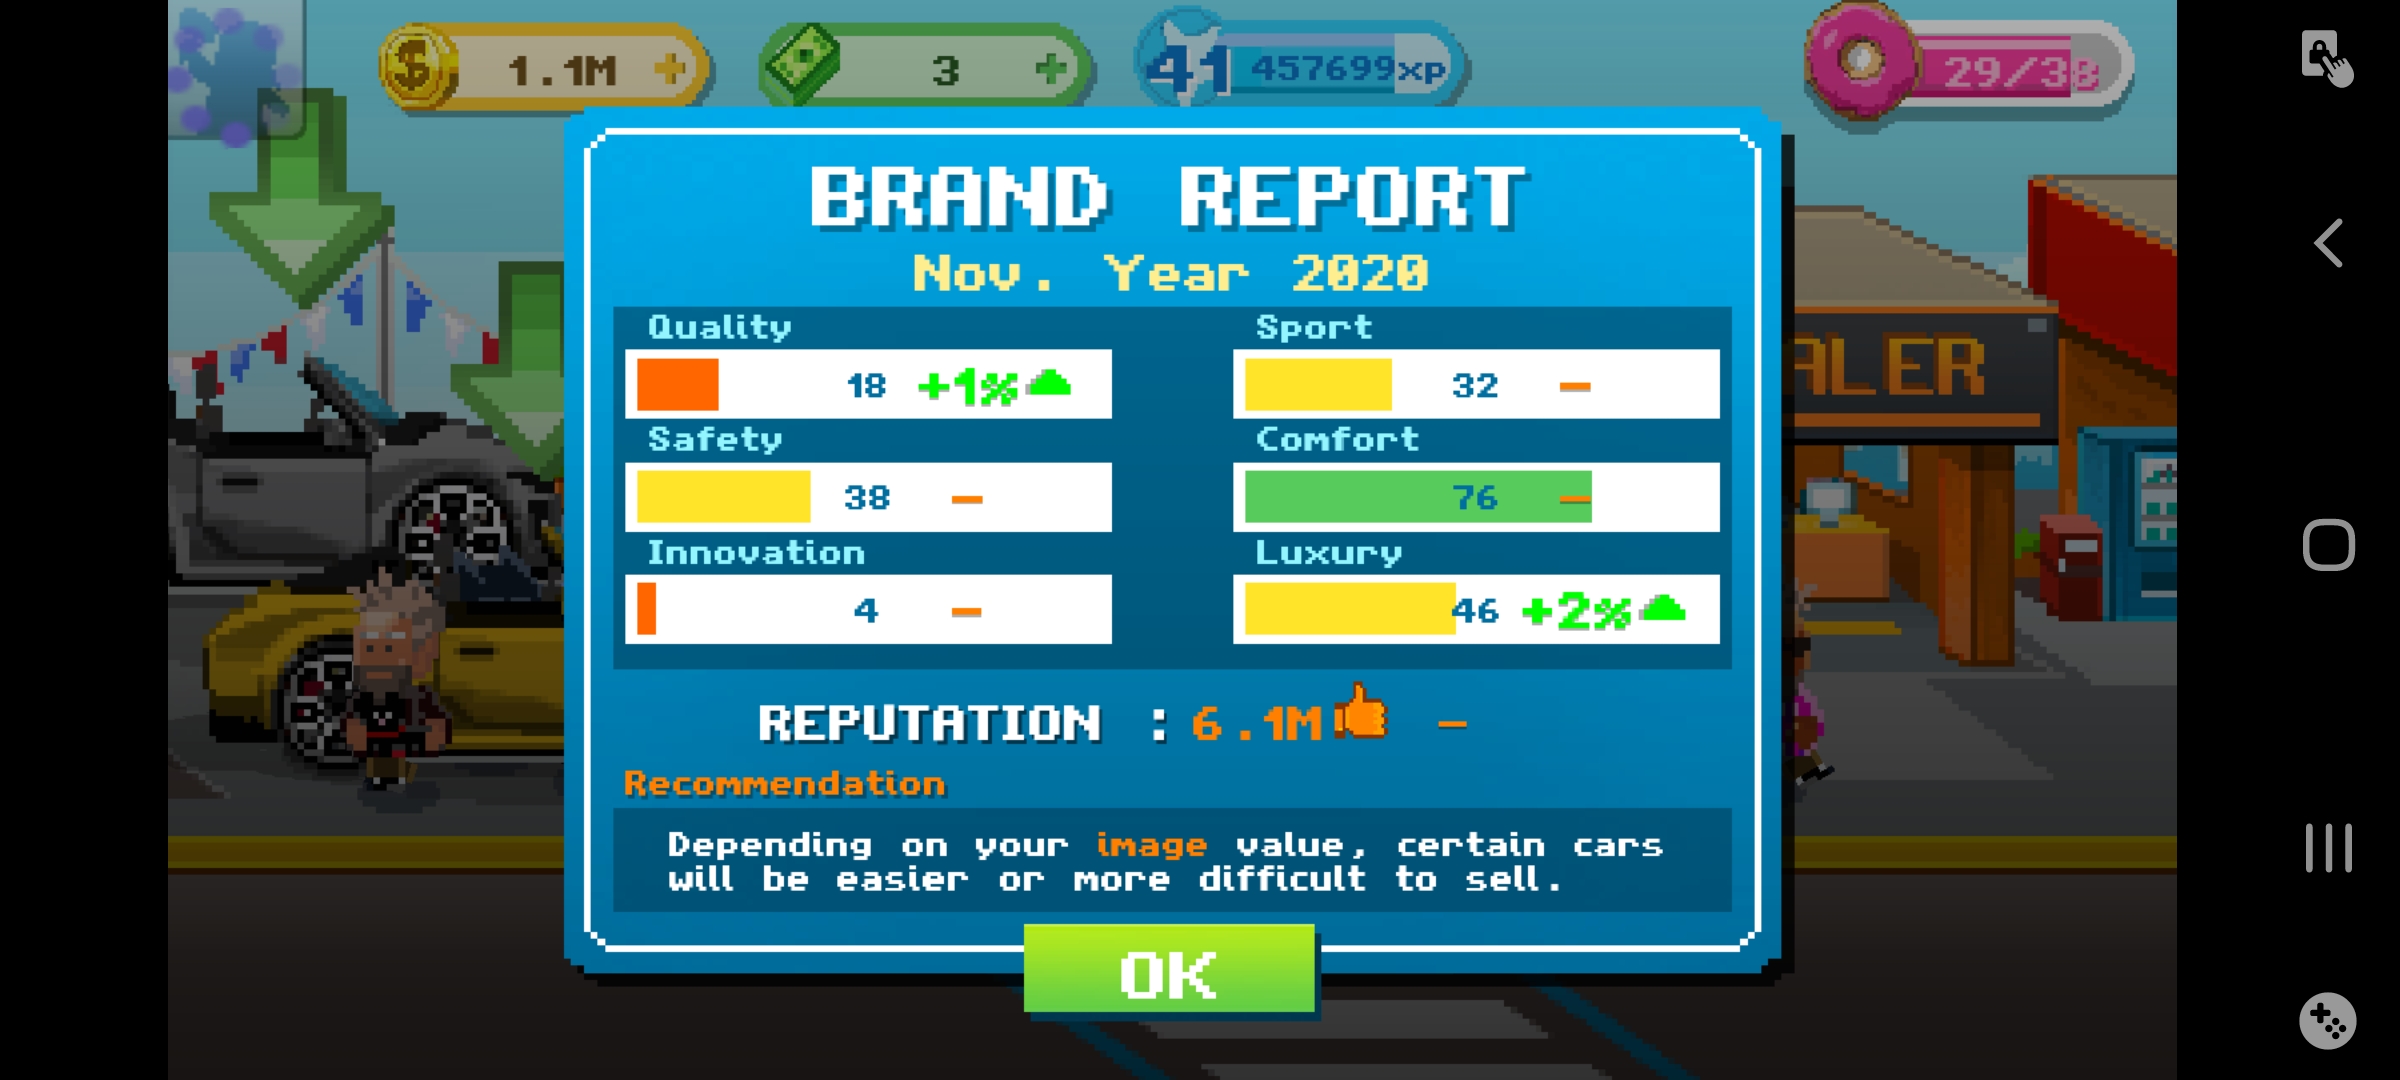 $ 1.1M +
3 +
41 457699xp
29/38
BRAND REPORT
Nov. Year 2020
Quality
18 +1%
Sport
32 –
Safety
38 –
Comfort
76 –
Innovation
4 –
Luxury
46 +2%
REPUTATION : 6.1M –
Recommendation
Depending on your image value, certain cars
will be easier or more difficult to sell.
OK
ALER